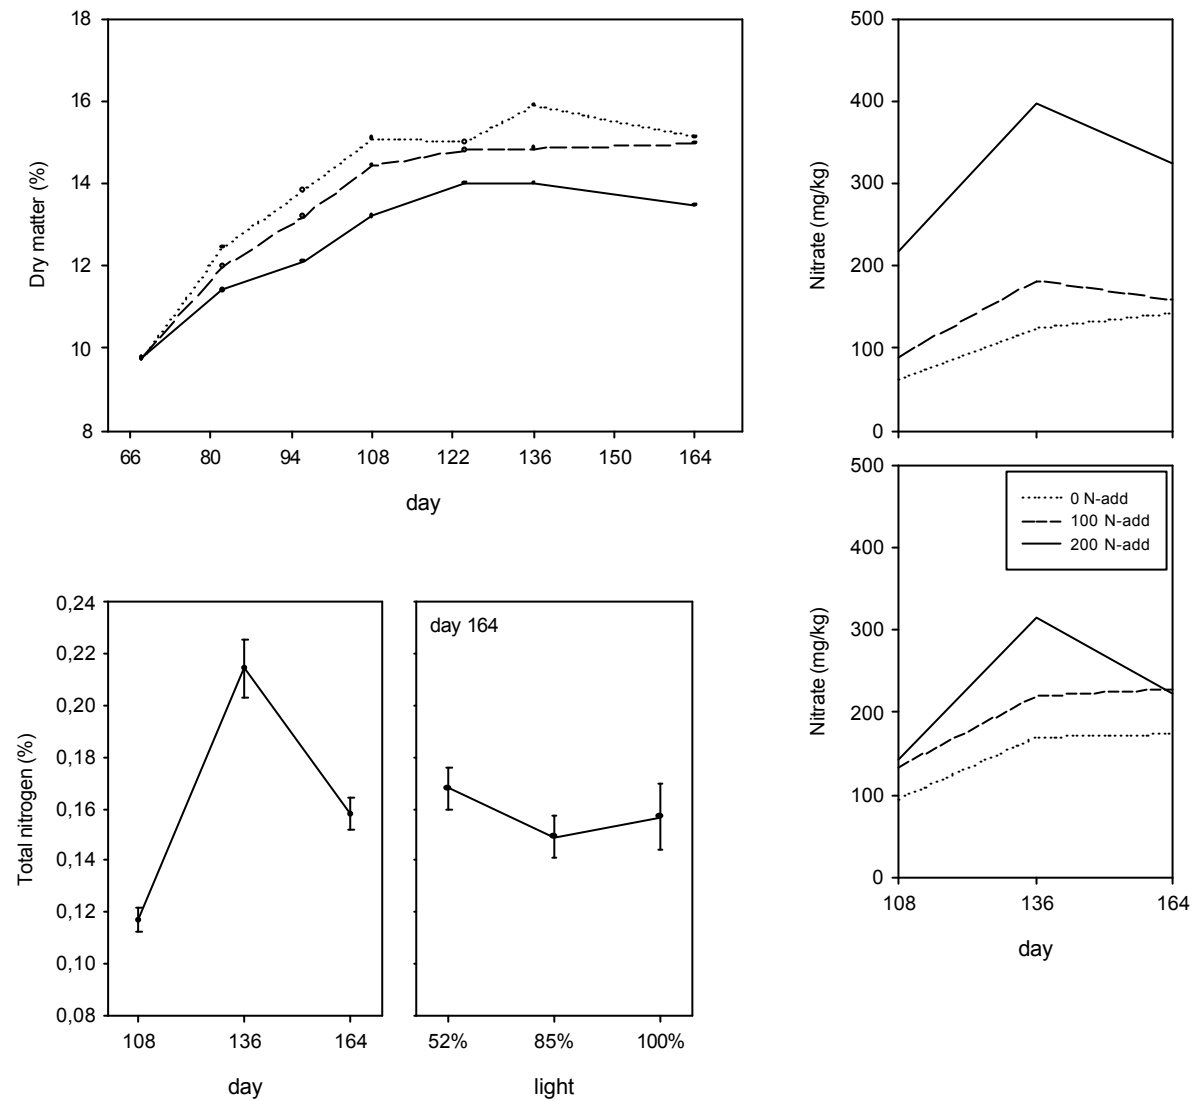 Dry matter (%)
18
16
14
12
10
8
66 80 94 108 122 136 150 164
day
Nitrate (mg/kg)
500
400
300
200
100
0
Nitrate (mg/kg)
500
400
300
200
100
0
0 N-add
100 N-add
200 N-add
108 136 164
day
Total nitrogen (%)
0,24
0,22
0,20
0,18
0,16
0,14
0,12
0,10
0,08
108 136 164
day
day 164
52% 85% 100%
light